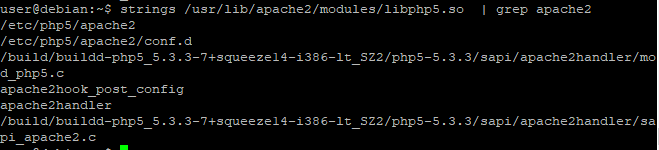 user@debian:~$ strings /usr/lib/apache2/modules/libphp5.so  | grep apache2
/etc/php5/apache2
/etc/php5/apache2/conf.d
/build/buildd-php5_5.3.3-7+squeeze14-i386-lt_SZ2/php5-5.3.3/sapi/apache2handler/mo
d_php5.c
apache2hook_post_config
apache2handler
/build/buildd-php5_5.3.3-7+squeeze14-i386-lt_SZ2/php5-5.3.3/sapi/apache2handler/sa
pi_apache2.c